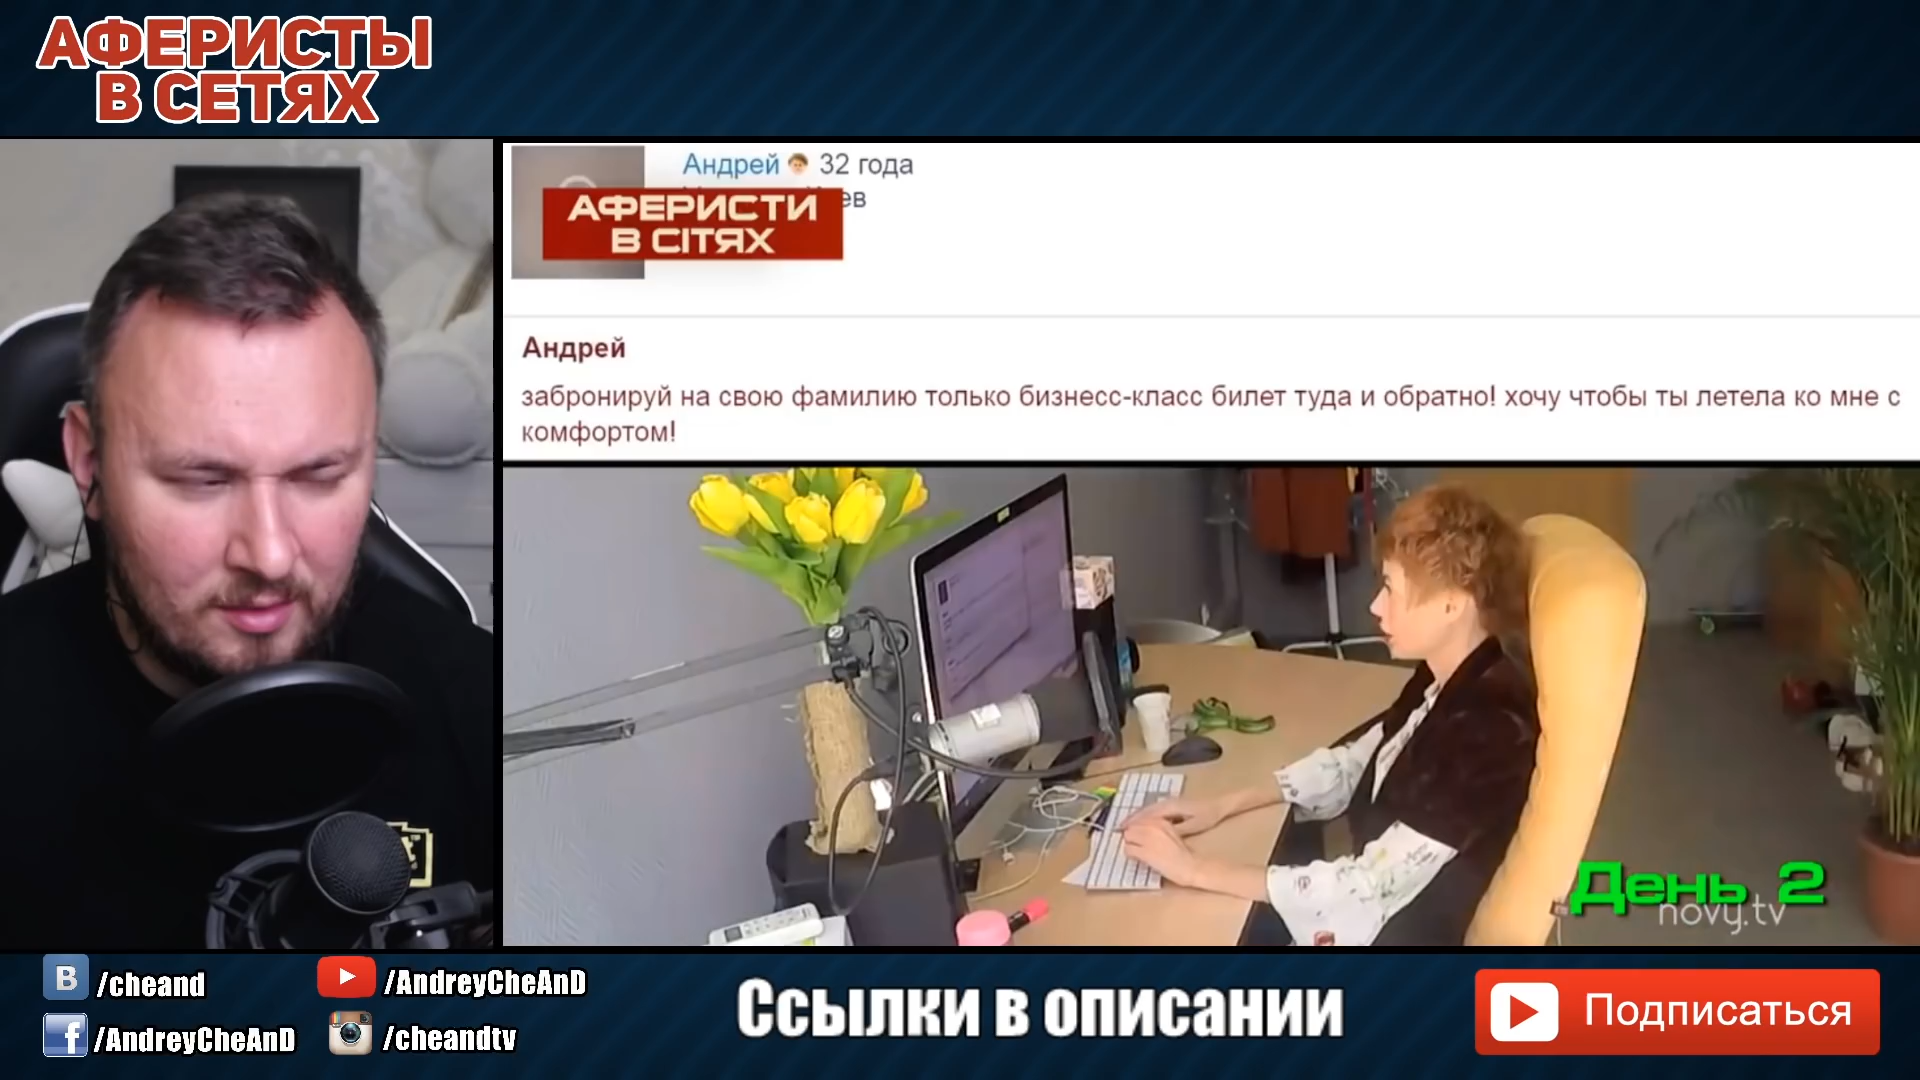 АФЕРИСТЫ
В СЕТЯХ
Андрей 32 года
ев
АФЕРИСТИ
В СІТЯХ
Андрей
забронируй на свою фамилию только бизнесс-класс билет туда и обратно! хочу чтобы ты летела ко мне с
комфортом!
День 2
novy.tv
/cheand
/AndreyCheAnD
/AndreyCheAnD
/cheandtv
Ссылки в описании
Подписаться